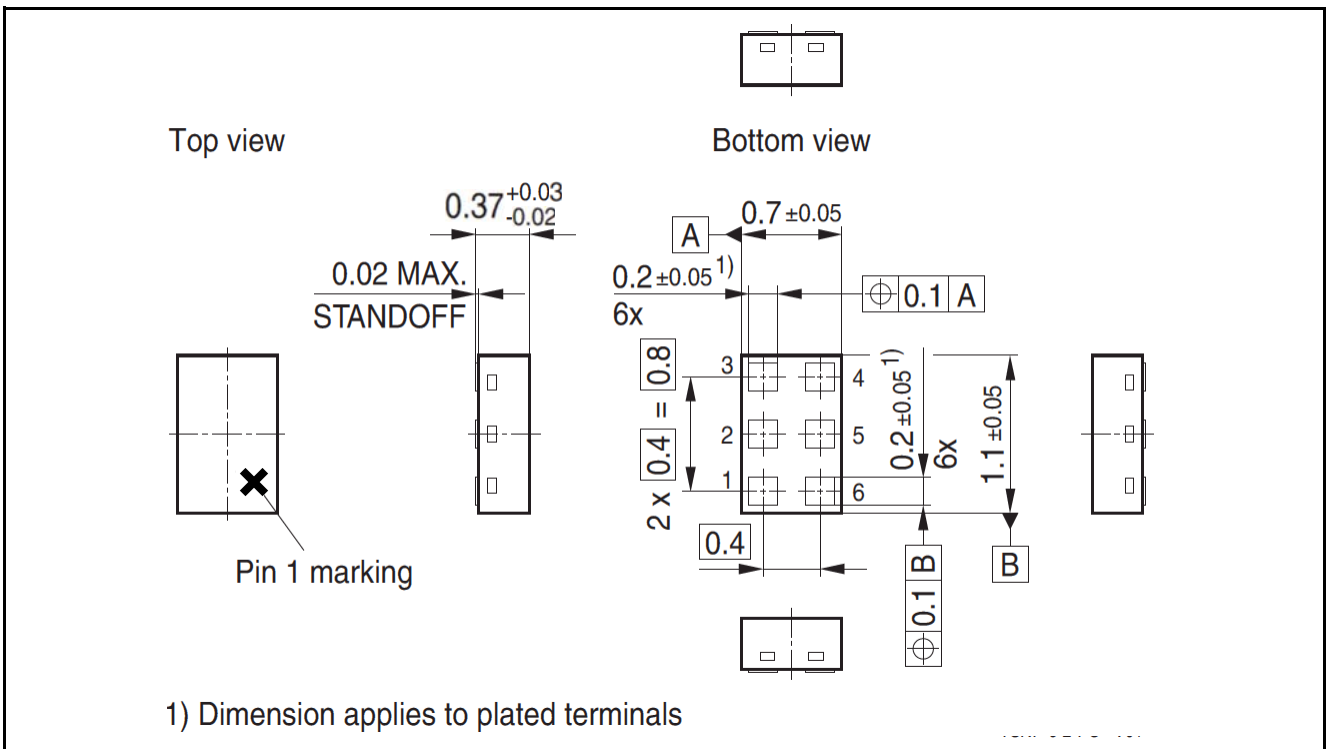 Top view
Bottom view
0.37 +0.03 -0.02
0.7 ±0.05
A
0.02 MAX.
STANDOFF
0.2 ±0.05 1)
6x
0.1 A
2 x 0.4 = 0.8
3
4
2
5
1
6
0.2 ±0.05 1)
6x
1.1 ±0.05
0.4
0.1 B
B
Pin 1 marking
1) Dimension applies to plated terminals